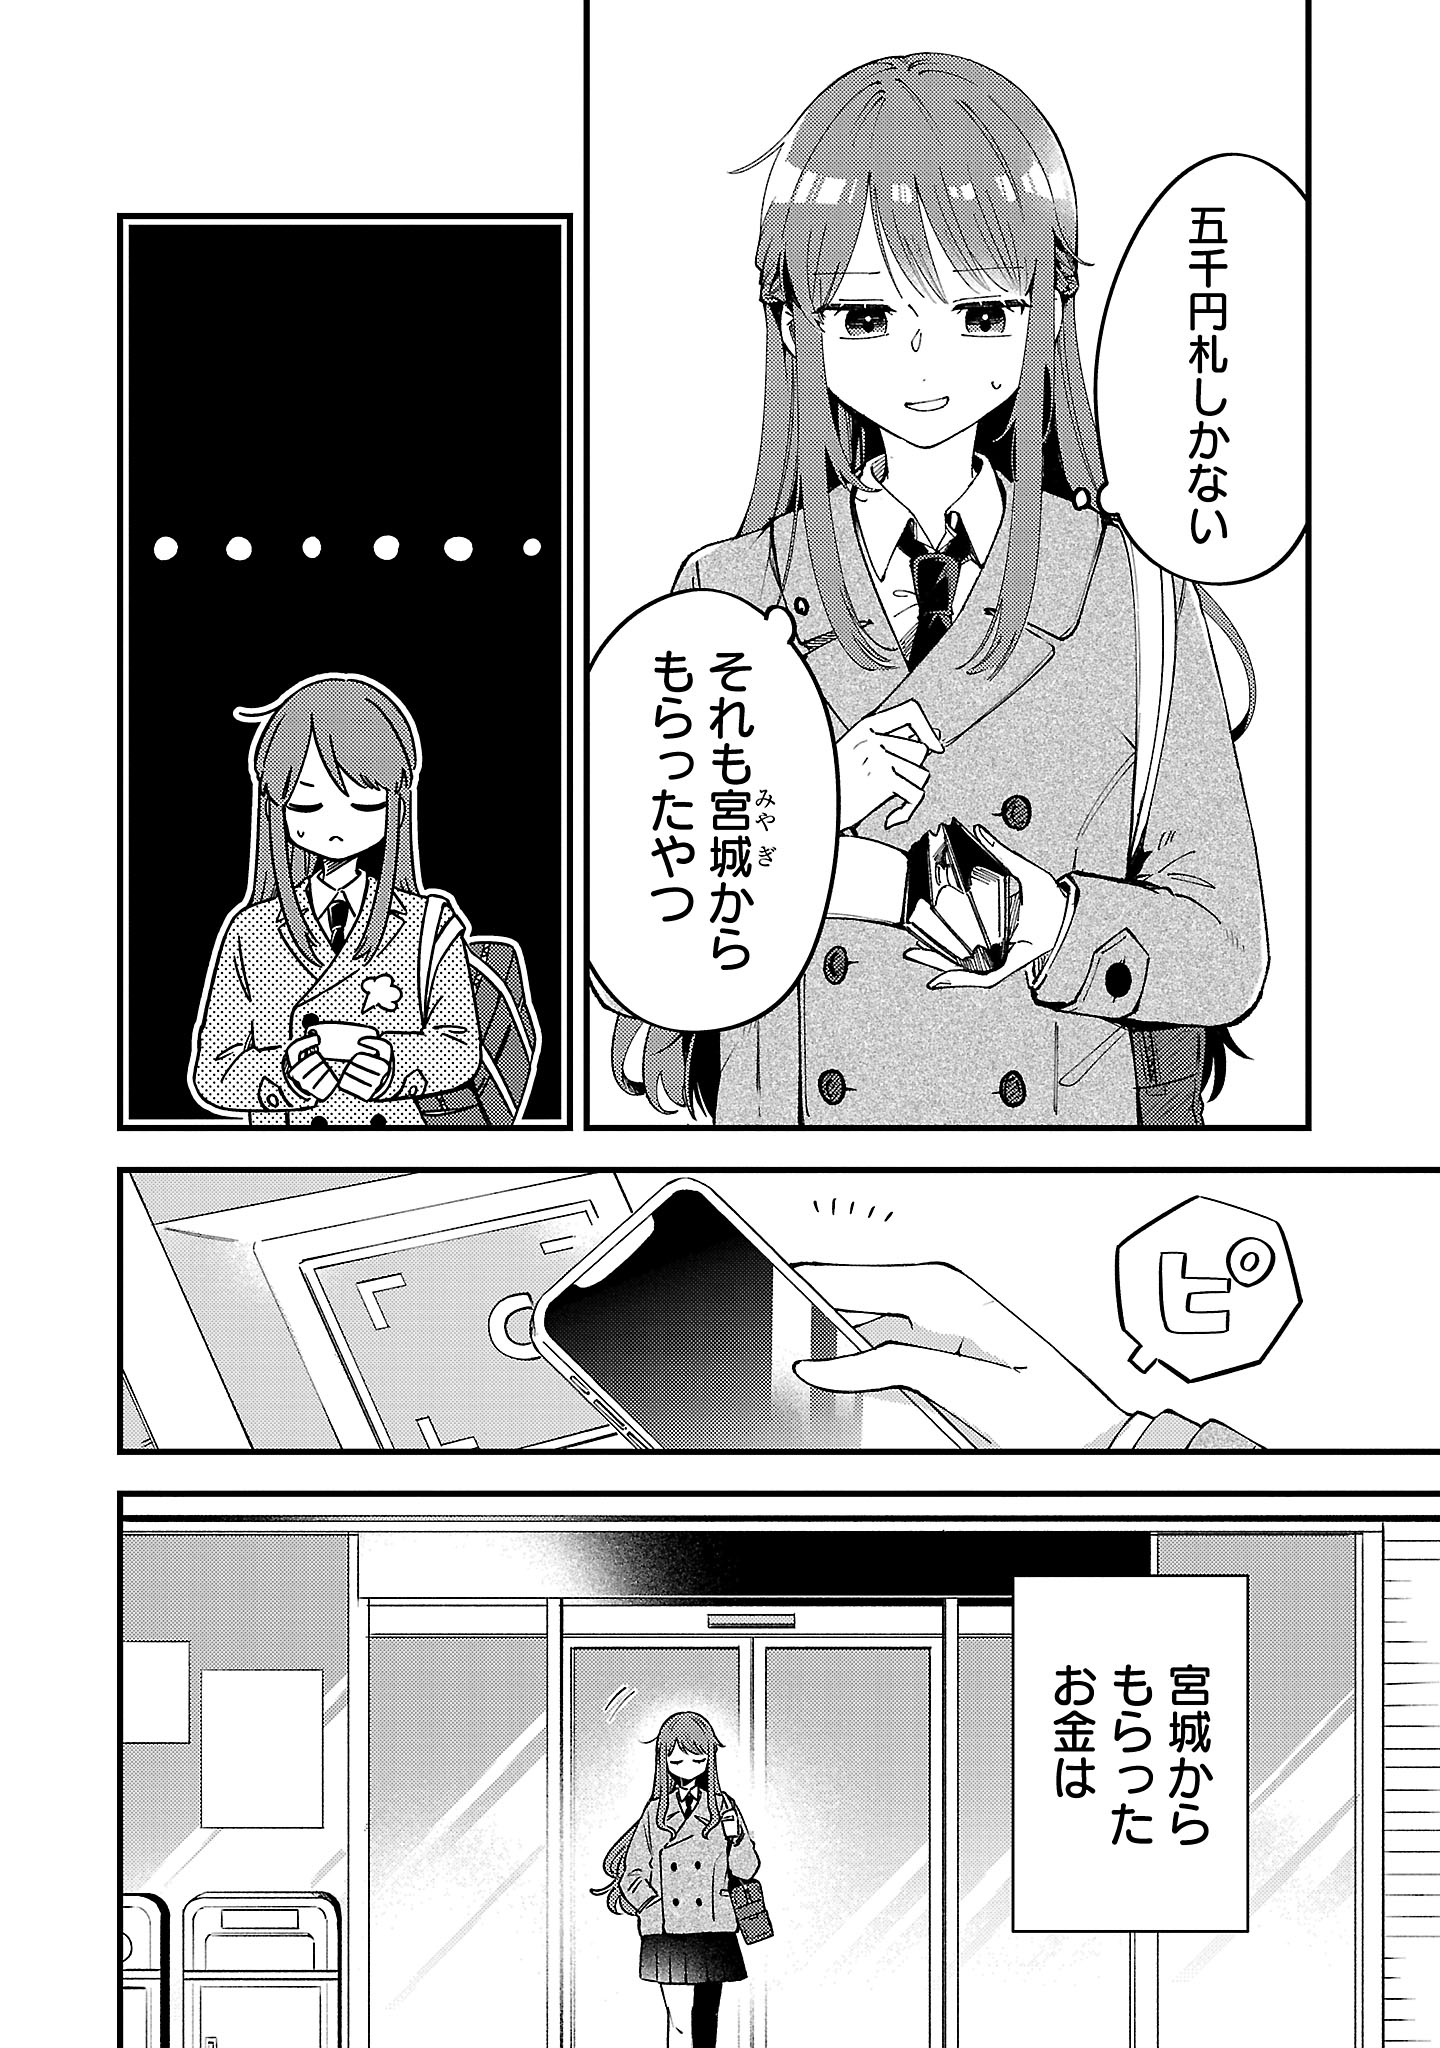 五千円札しかない
それも宮城から
みやぎ
もらったやつ
・・・・・・
ピ
宮城から
もらった
お金は